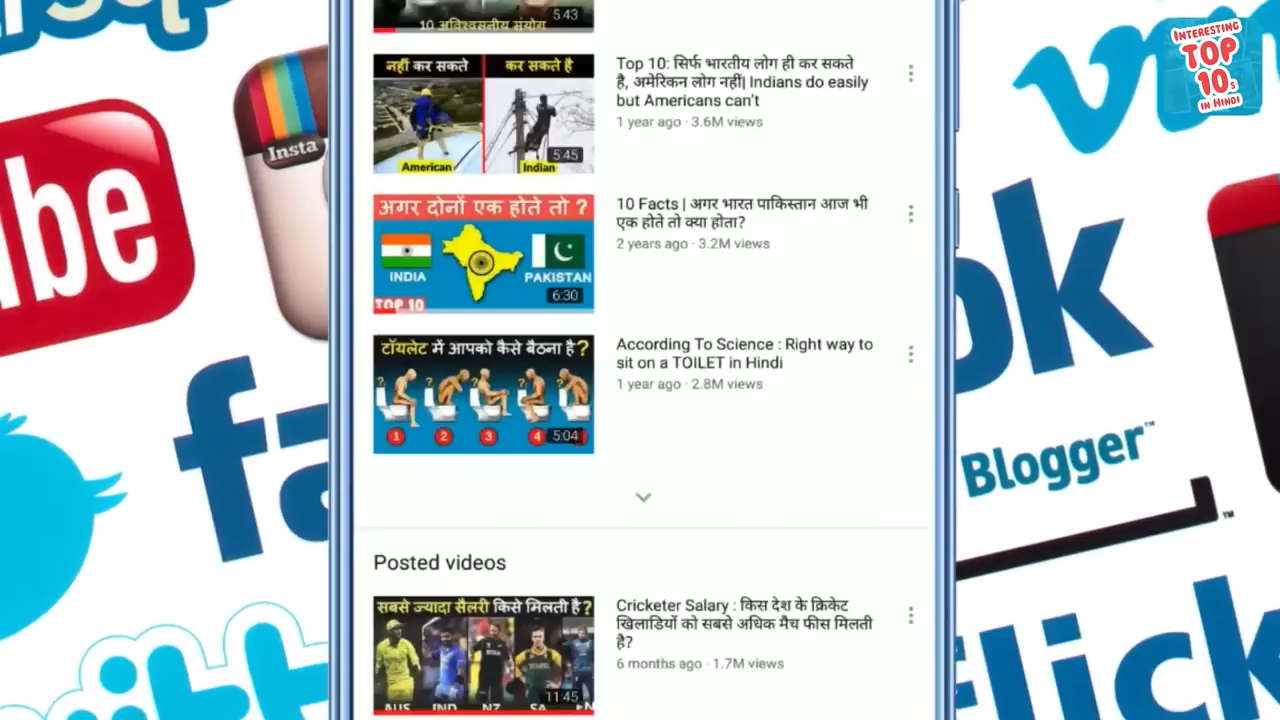 10 अविश्वसनीय संयोग
5:43
INTERESTING
TOP
10s
IN HINDI
नहीं कर सकते
कर सकते है
American
Indian
5:45
Top 10: सिर्फ भारतीय लोग ही कर सकते
है, अमेरिकन लोग नहीं| Indians do easily
but Americans can't
1 year ago · 3.6M views
अगर दोनों एक होते तो ?
INDIA
PAKISTAN
TOP 10
6:30
10 Facts | अगर भारत पाकिस्तान आज भी
एक होते तो क्या होता?
2 years ago · 3.2M views
टॉयलेट में आपको कैसे बैठना है?
1
2
3
4
5:04
According To Science : Right way to
sit on a TOILET in Hindi
1 year ago · 2.8M views
Posted videos
सबसे ज्यादा सैलरी किसे मिलती है?
AUS IND NZ SA
11:45
Cricketer Salary : किस देश के क्रिकेट
खिलाडियों को सबसे अधिक मैच फीस मिलती
है?
6 months ago · 1.7M views
be
Insta
fa
ok
Blogger™
flick